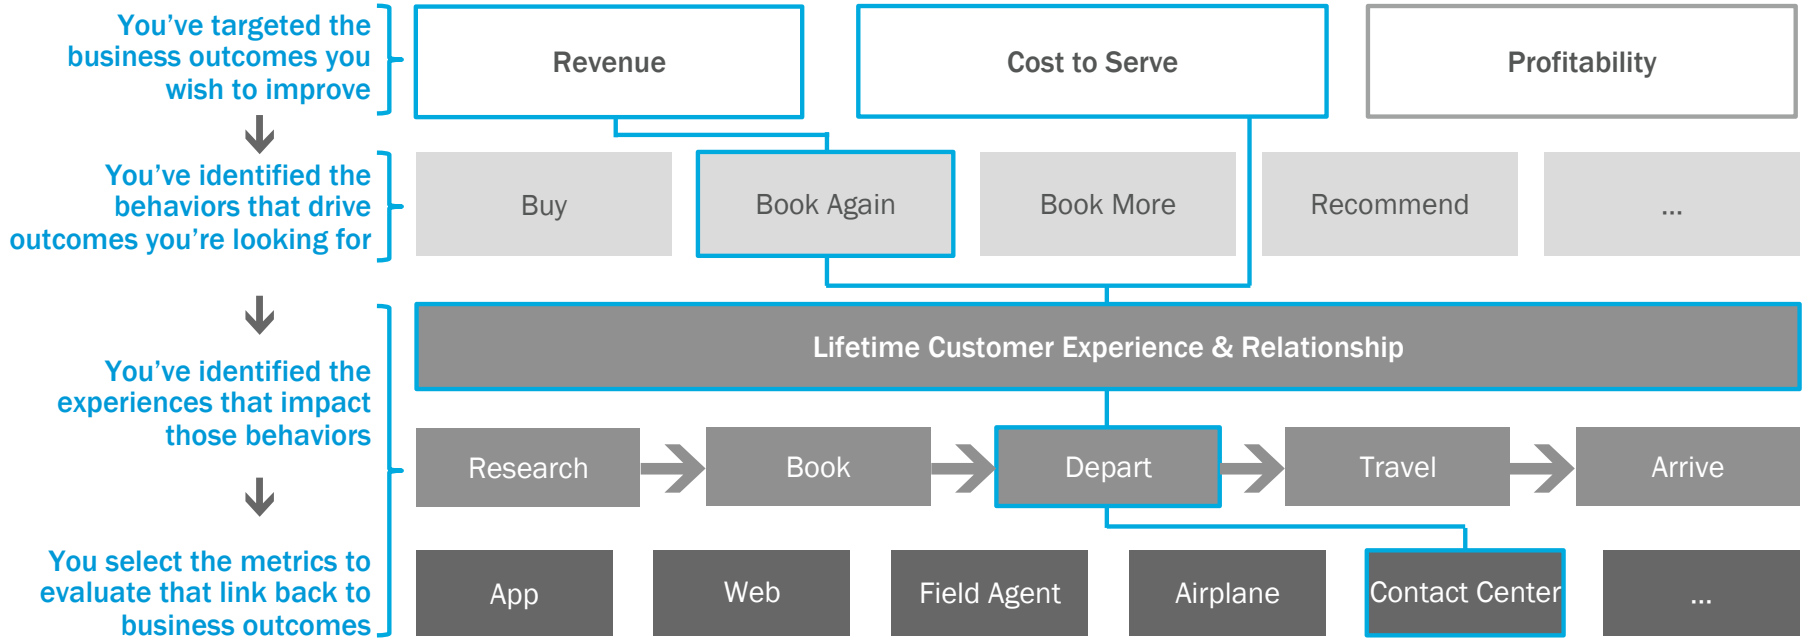 You’ve targeted the
business outcomes you
wish to improve
Revenue
Cost to Serve
Profitability
You’ve identified the
behaviors that drive
outcomes you’re looking for
Buy
Book Again
Book More
Recommend
...
You’ve identified the
experiences that impact
those behaviors
Lifetime Customer Experience & Relationship
Research
Book
Depart
Travel
Arrive
You select the metrics to
evaluate that link back to
business outcomes
App
Web
Field Agent
Airplane
Contact Center
...